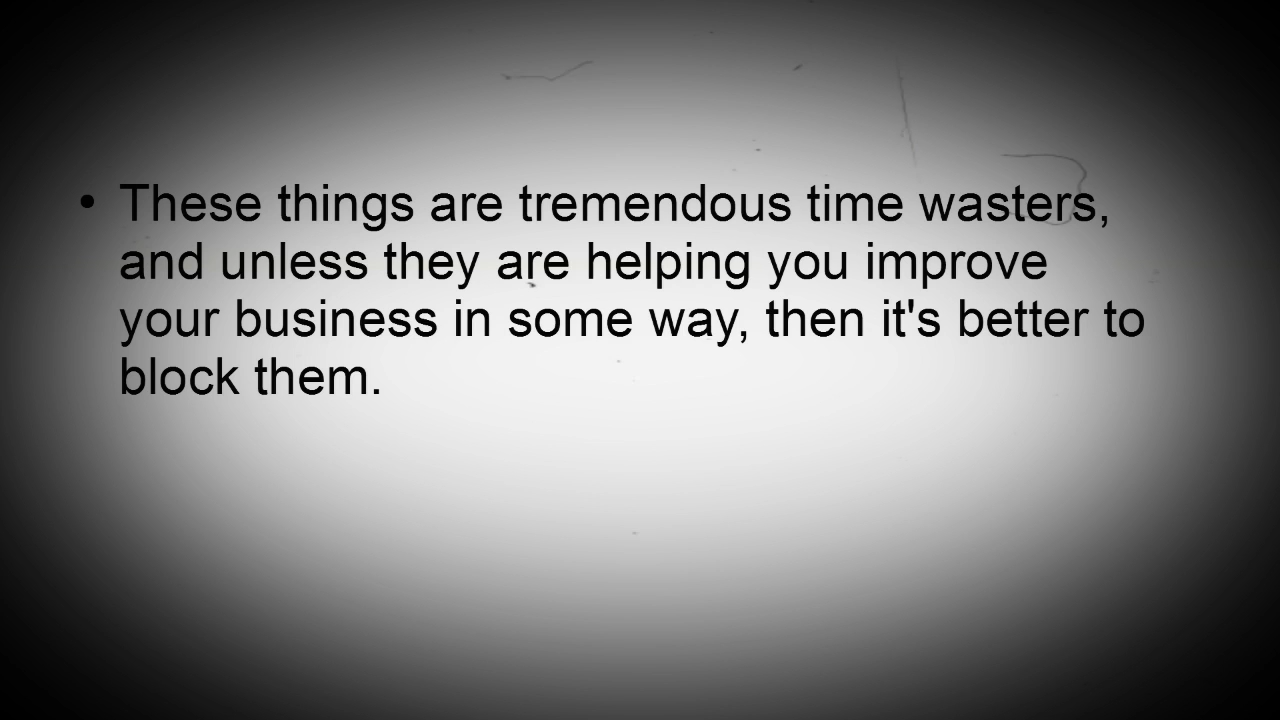 • These things are tremendous time wasters,
and unless they are helping you improve
your business in some way, then it's better to
block them.